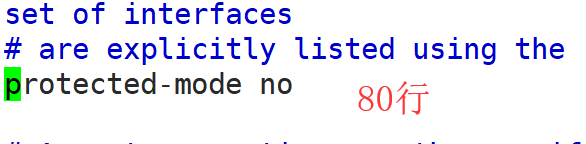 set of interfaces
# are explicitly listed using the
protected-mode no
80行